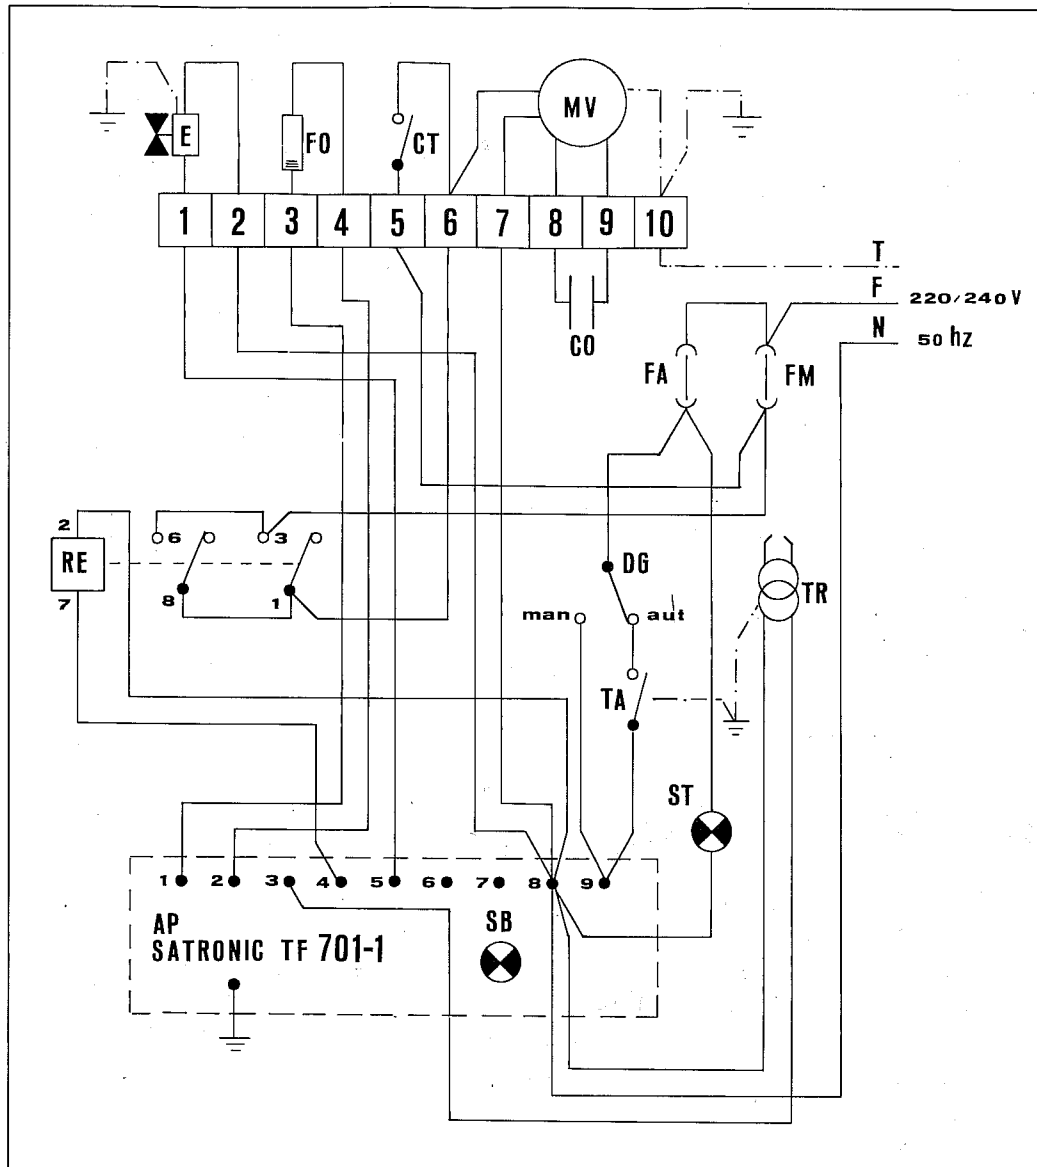 MV
E
FO
CT
1 2 3 4 5 6 7 8 9 10
T
F 220/240 V
N 50 hz
CO
FA
FM
2
6
3
RE
DG
TR
7
8
1
man
aut
TA
ST
1 2 3 4 5 6 7 8 9
AP
SB
SATRONIC TF 701-1